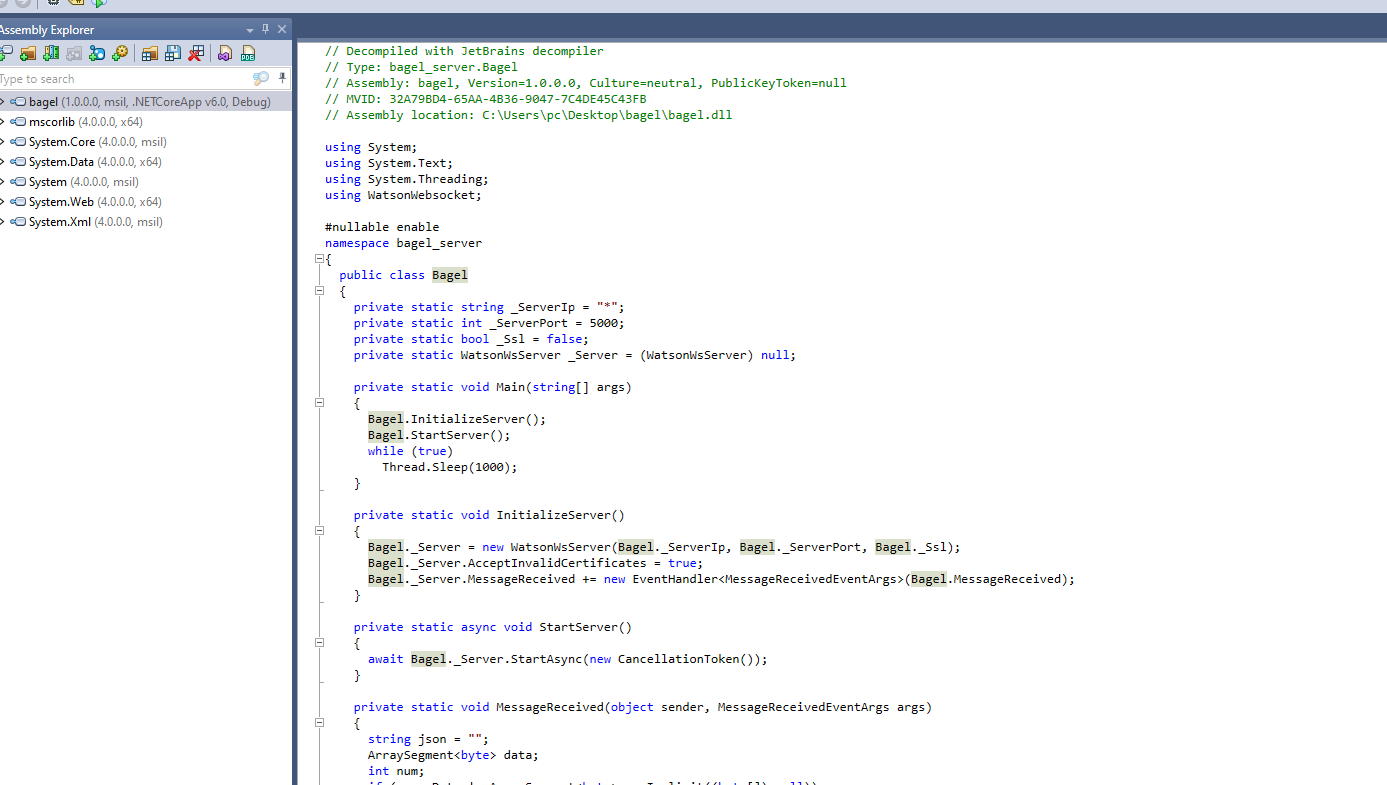 Assembly Explorer
Type to search
bagel (1.0.0.0, msil, .NETCoreApp v6.0, Debug)
mscorlib (4.0.0.0, x64)
System.Core (4.0.0.0, msil)
System.Data (4.0.0.0, x64)
System (4.0.0.0, msil)
System.Web (4.0.0.0, x64)
System.Xml (4.0.0.0, msil)
// Decompiled with JetBrains decompiler
// Type: bagel_server.Bagel
// Assembly: bagel, Version=1.0.0.0, Culture=neutral, PublicKeyToken=null
// MVID: 32A79BD4-65AA-4B36-9047-7C4DE45C43FB
// Assembly location: C:\Users\pc\Desktop\bagel\bagel.dll
using System;
using System.Text;
using System.Threading;
using WatsonWebsocket;
#nullable enable
namespace bagel_server
{
public class Bagel
{
private static string _ServerIp = "*";
private static int _ServerPort = 5000;
private static bool _Ssl = false;
private static WatsonWsServer _Server = (WatsonWsServer) null;
private static void Main(string[] args)
{
Bagel.InitializeServer();
Bagel.StartServer();
while (true)
Thread.Sleep(1000);
}
private static void InitializeServer()
{
Bagel._Server = new WatsonWsServer(Bagel._ServerIp, Bagel._ServerPort, Bagel._Ssl);
Bagel._Server.AcceptInvalidCertificates = true;
Bagel._Server.MessageReceived += new EventHandler<MessageReceivedEventArgs>(Bagel.MessageReceived);
}
private static async void StartServer()
{
await Bagel._Server.StartAsync(new CancellationToken());
}
private static void MessageReceived(object sender, MessageReceivedEventArgs args)
{
string json = "";
ArraySegment<byte> data;
int num;